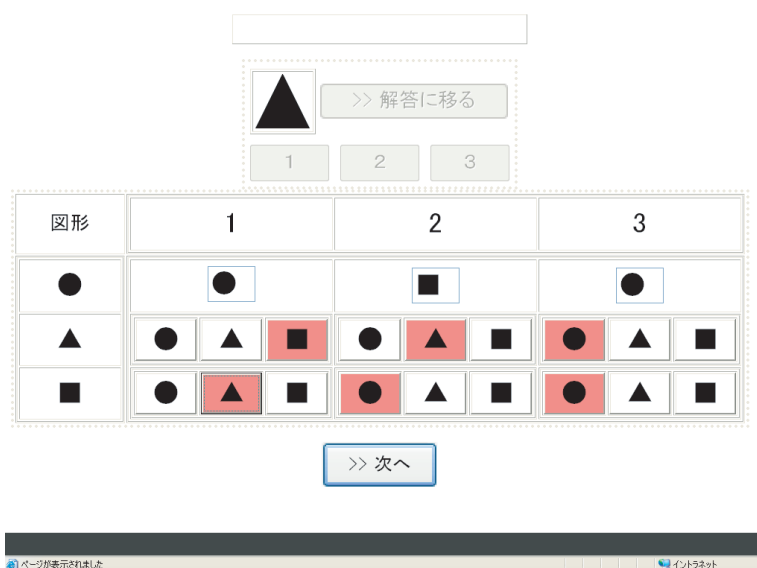 >> 解答に移る
1 2 3
図形 1 2 3
>> 次へ
ページが表示されました イントラネット